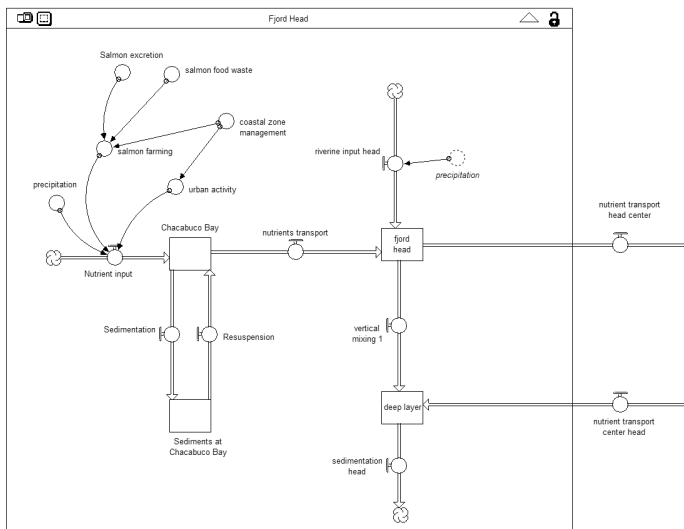 Fjord Head
Salmon excretion
salmon food waste
coastal zone
management
salmon farming
riverine input head
precipitation
precipitation
urban activity
Chacabuco Bay
nutrients transport
nutrient transport
head center
fjord
head
Nutrient input
Sedimentation
Resuspension
vertical
mixing 1
deep layer
Sediments at
Chacabuco Bay
nutrient transport
center head
sedimentation
head